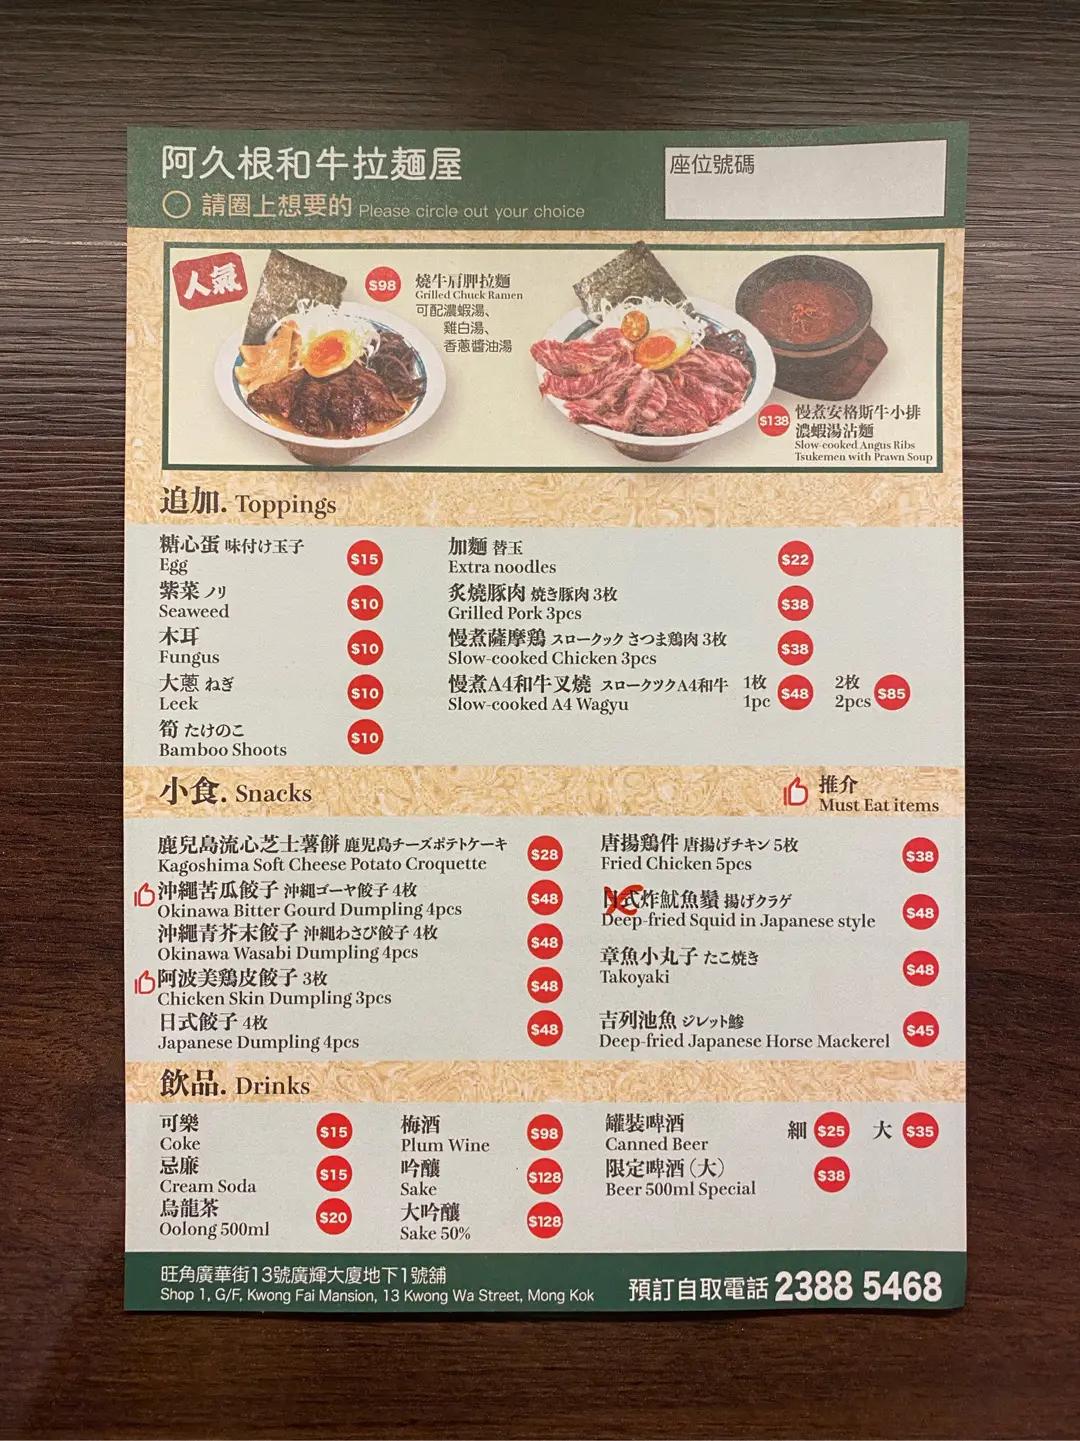 阿久根和牛拉麵屋
座位號碼
請圈上想要的 Please circle out your choice
人氣
$98
燒牛肩胛拉麵
Grilled Chuck Ramen
可配濃蝦湯、
雞白湯、
香蔥醬油湯
$138
慢煮安格斯牛小排
濃蝦湯沾麵
Slow-cooked Angus Ribs
Tsukemen with Prawn Soup
追加. Toppings
糖心蛋 味付け玉子
Egg
$15
紫菜 ノリ
Seaweed
$10
木耳
Fungus
$10
大蔥 ねぎ
Leek
$10
筍 たけのこ
Bamboo Shoots
$10
加麵 替玉
Extra noodles
$22
炙燒豚肉 焼き豚肉 3枚
Grilled Pork 3pcs
$38
慢煮薩摩鶏 スロークック さつま鶏肉 3枚
Slow-cooked Chicken 3pcs
$38
慢煮A4和牛叉燒 スロークツクA4和牛
Slow-cooked A4 Wagyu
1枚
1pc
$48
2枚
2pcs
$85
小食. Snacks
推介
Must Eat items
鹿兒島流心芝士薯餅 鹿児島チーズポテトケーキ
Kagoshima Soft Cheese Potato Croquette
$28
沖繩苦瓜餃子 沖縄ゴーヤ餃子 4枚
Okinawa Bitter Gourd Dumpling 4pcs
$48
沖繩青芥末餃子 沖縄わさび餃子 4枚
Okinawa Wasabi Dumpling 4pcs
$48
阿波美鶏皮餃子 3枚
Chicken Skin Dumpling 3pcs
$48
日式餃子 4枚
Japanese Dumpling 4pcs
$48
唐揚鶏件 唐揚げチキン 5枚
Fried Chicken 5pcs
$38
日式炸魷魚鬚 揚げクラゲ
Deep-fried Squid in Japanese style
$48
章魚小丸子 たこ焼き
Takoyaki
$48
吉列池魚 ジレット鯵
Deep-fried Japanese Horse Mackerel
$45
飲品. Drinks
可樂
Coke
$15
忌廉
Cream Soda
$15
烏龍茶
Oolong 500ml
$20
梅酒
Plum Wine
$98
吟釀
Sake
$128
大吟釀
Sake 50%
$128
罐裝啤酒
Canned Beer
細 $25 大 $35
限定啤酒（大）
Beer 500ml Special
$38
旺角廣華街13號廣輝大廈地下1號舖
Shop 1, G/F, Kwong Fai Mansion, 13 Kwong Wa Street, Mong Kok
預訂自取電話 2388 5468